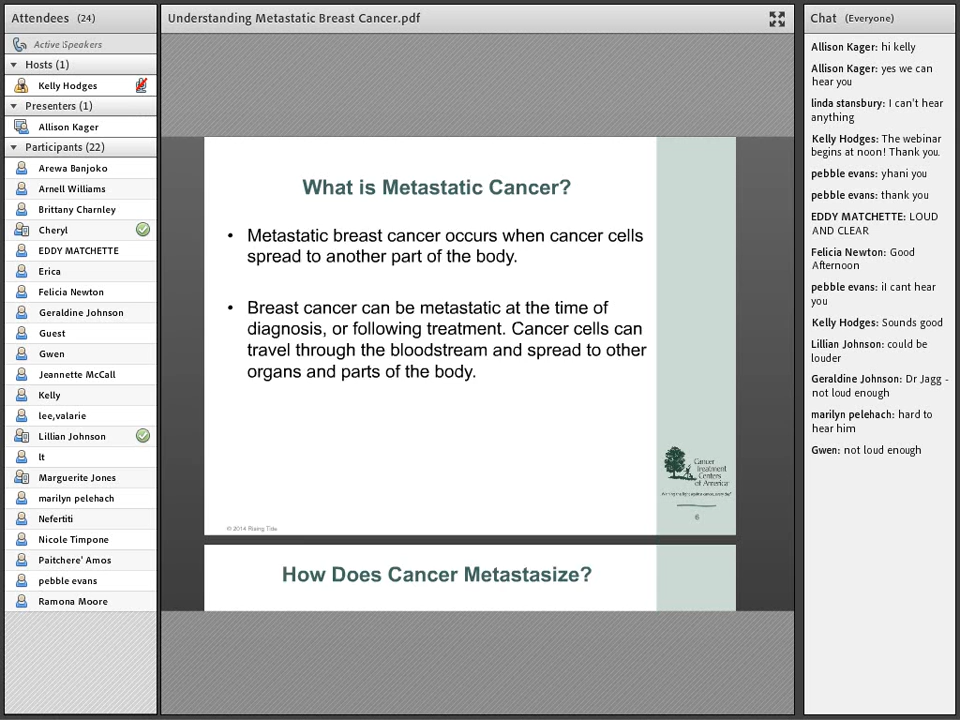 Attendees (24)
Active Speakers
Hosts (1)
Kelly Hodges
Presenters (1)
Allison Kager
Participants (22)
Arewa Banjoko
Arnell Williams
Brittany Charnley
Cheryl
EDDY MATCHETTE
Erica
Felicia Newton
Geraldine Johnson
Guest
Gwen
Jeannette McCall
Kelly
lee,valarie
Lillian Johnson
lt
Marguerite Jones
marilyn pelehach
Nefertiti
Nicole Timpone
Paitchere' Amos
pebble evans
Ramona Moore
Understanding Metastatic Breast Cancer.pdf
What is Metastatic Cancer?
• Metastatic breast cancer occurs when cancer cells
spread to another part of the body.
• Breast cancer can be metastatic at the time of
diagnosis, or following treatment. Cancer cells can
travel through the bloodstream and spread to other
organs and parts of the body.
Cancer
Treatment
Centers
of America
6
© 2014 Rising Tide
How Does Cancer Metastasize?
Chat (Everyone)
Allison Kager: hi kelly
Allison Kager: yes we can
hear you
linda stansbury: I can't hear
anything
Kelly Hodges: The webinar
begins at noon! Thank you.
pebble evans: yhani you
pebble evans: thank you
EDDY MATCHETTE: LOUD
AND CLEAR
Felicia Newton: Good
Afternoon
pebble evans: iI cant hear
you
Kelly Hodges: Sounds good
Lillian Johnson: could be
louder
Geraldine Johnson: Dr Jagg -
not loud enough
marilyn pelehach: hard to
hear him
Gwen: not loud enough